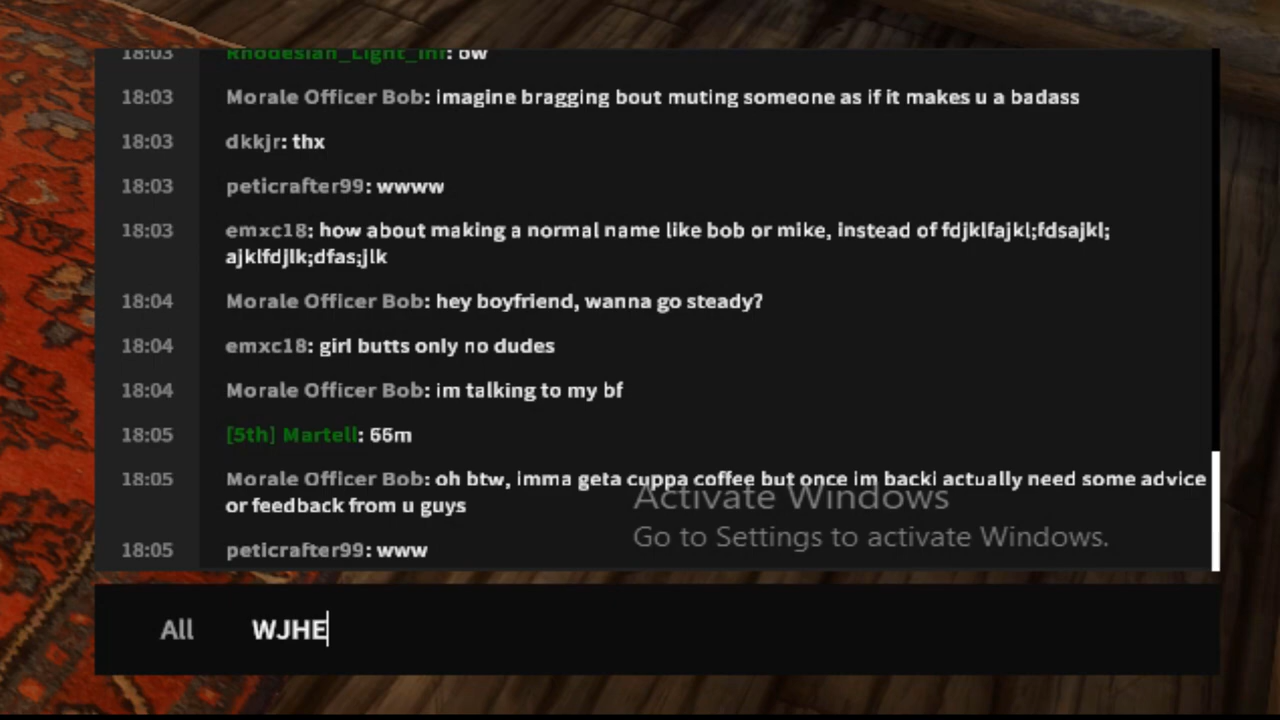 18:03 Rhodesian_Light_Inf: ow
18:03 Morale Officer Bob: imagine bragging bout muting someone as if it makes u a badass
18:03 dkkjr: thx
18:03 peticrafter99: wwww
18:03 emxc18: how about making a normal name like bob or mike, instead of fdjklfajkl;fdsajkl;
ajklfdjlk;dfas;jlk
18:04 Morale Officer Bob: hey boyfriend, wanna go steady?
18:04 emxc18: girl butts only no dudes
18:04 Morale Officer Bob: im talking to my bf
18:05 [5th] Martell: 66m
18:05 Morale Officer Bob: oh btw, imma geta cuppa coffee but once im backi actually need some advice
or feedback from u guys
Activate Windows
Go to Settings to activate Windows.
18:05 peticrafter99: www
All WJHE